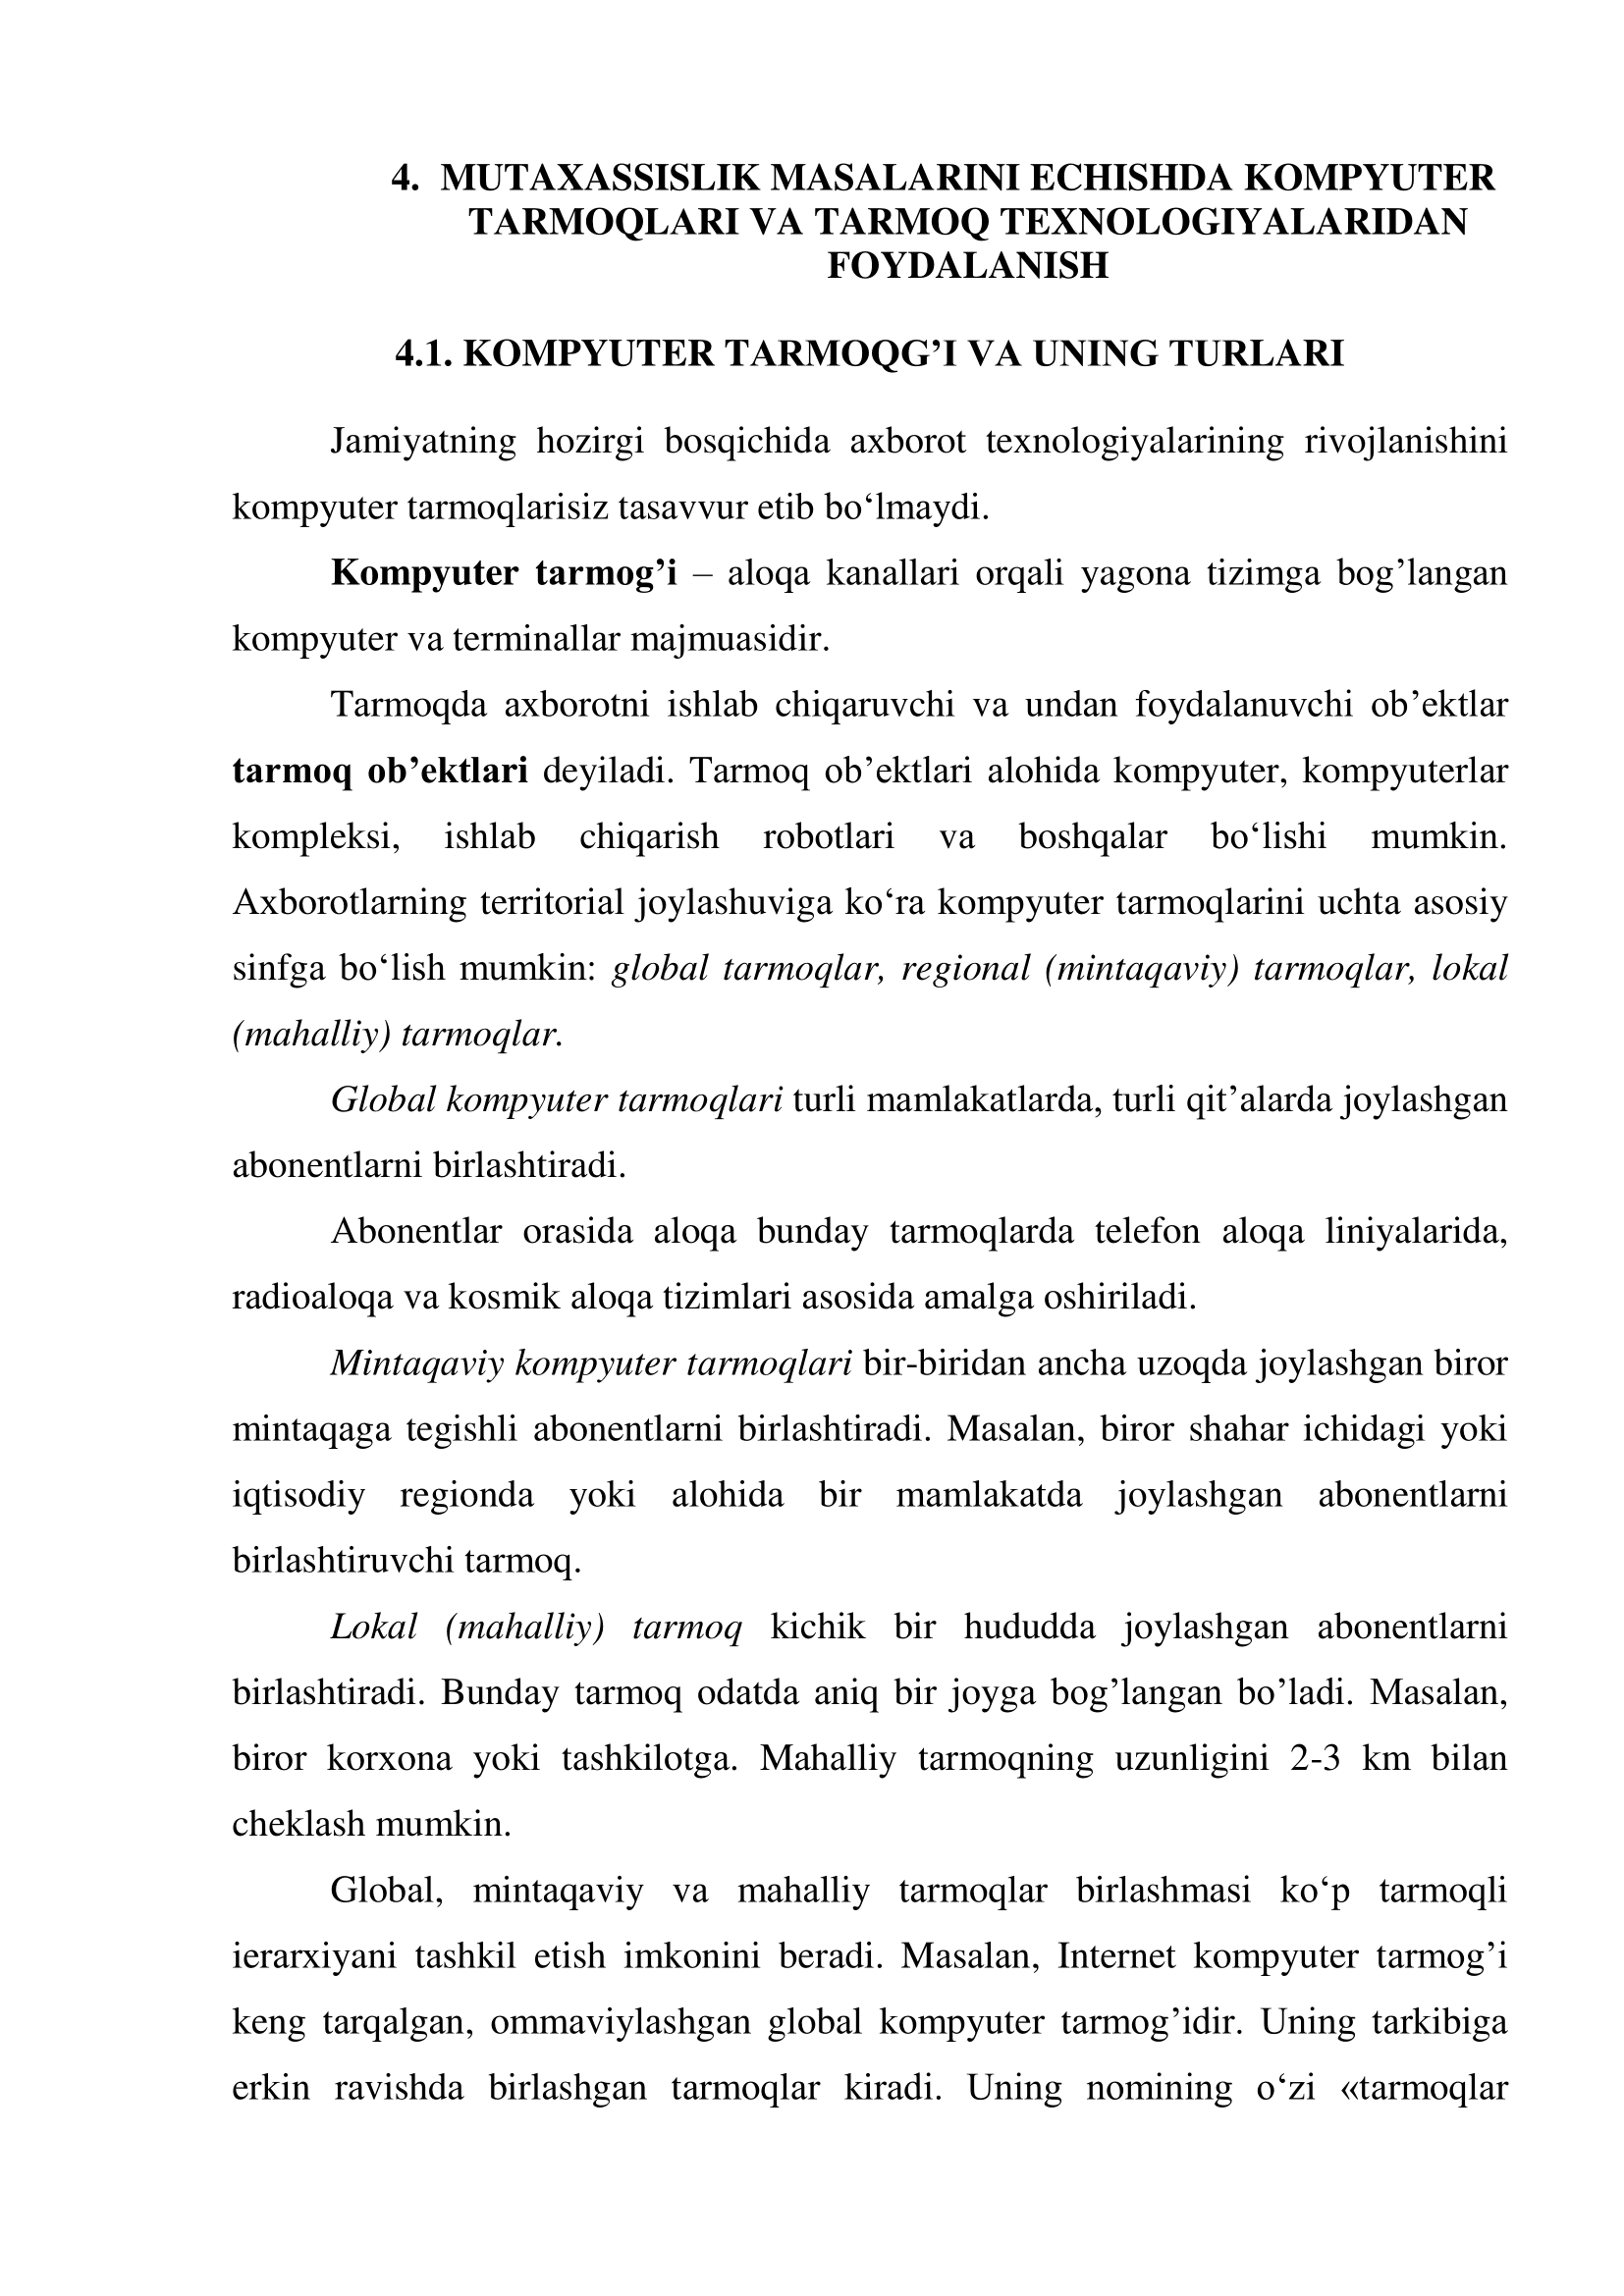 4. MUTAXASSISLIK MASALARINI ECHISHDA KOMPYUTER
TARMOQLARI VA TARMOQ TEXNOLOGIYALARIDAN
FOYDALANISH
4.1. KOMPYUTER TARMOQG’I VA UNING TURLARI
Jamiyatning hozirgi bosqichida axborot texnologiyalarining rivojlanishini
kompyuter tarmoqlarisiz tasavvur etib bo‘lmaydi.
Kompyuter tarmog’i – aloqa kanallari orqali yagona tizimga bog’langan
kompyuter va terminallar majmuasidir.
Tarmoqda axborotni ishlab chiqaruvchi va undan foydalanuvchi ob’ektlar
tarmoq ob’ektlari deyiladi. Tarmoq ob’ektlari alohida kompyuter, kompyuterlar
kompleksi, ishlab chiqarish robotlari va boshqalar bo‘lishi mumkin.
Axborotlarning territorial joylashuviga ko‘ra kompyuter tarmoqlarini uchta asosiy
sinfga bo‘lish mumkin: global tarmoqlar, regional (mintaqaviy) tarmoqlar, lokal
(mahalliy) tarmoqlar.
Global kompyuter tarmoqlari turli mamlakatlarda, turli qit’alarda joylashgan
abonentlarni birlashtiradi.
Abonentlar orasida aloqa bunday tarmoqlarda telefon aloqa liniyalarida,
radioaloqa va kosmik aloqa tizimlari asosida amalga oshiriladi.
Mintaqaviy kompyuter tarmoqlari bir-biridan ancha uzoqda joylashgan biror
mintaqaga tegishli abonentlarni birlashtiradi. Masalan, biror shahar ichidagi yoki
iqtisodiy regionda yoki alohida bir mamlakatda joylashgan abonentlarni
birlashtiruvchi tarmoq.
Lokal (mahalliy) tarmoq kichik bir hududda joylashgan abonentlarni
birlashtiradi. Bunday tarmoq odatda aniq bir joyga bog’langan bo’ladi. Masalan,
biror korxona yoki tashkilotga. Mahalliy tarmoqning uzunligini 2-3 km bilan
cheklash mumkin.
Global, mintaqaviy va mahalliy tarmoqlar birlashmasi ko‘p tarmoqli
ierarxiyani tashkil etish imkonini beradi. Masalan, Internet kompyuter tarmog’i
keng tarqalgan, ommaviylashgan global kompyuter tarmog’idir. Uning tarkibiga
erkin ravishda birlashgan tarmoqlar kiradi. Uning nomining o‘zi «tarmoqlar